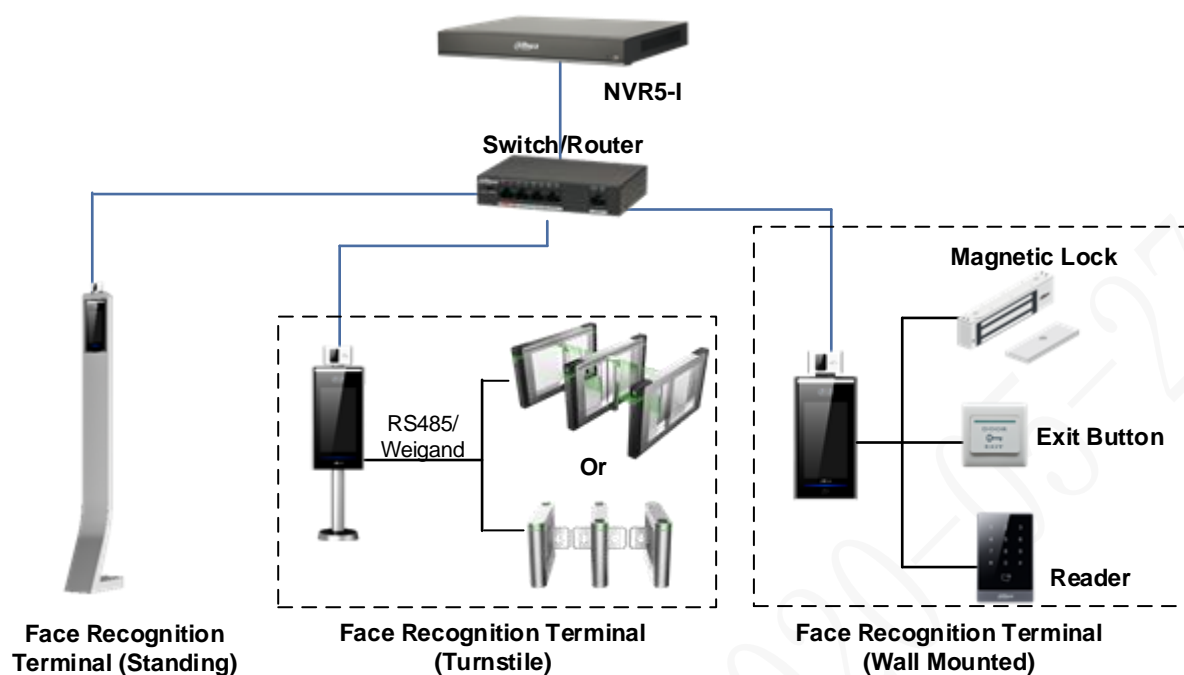 alhua
NVR5-I
Switch/Router
Magnetic Lock
RS485/
Weigand
Or
Exit Button
Reader
Face Recognition
Terminal (Standing)
Face Recognition Terminal
(Turnstile)
Face Recognition Terminal
(Wall Mounted)